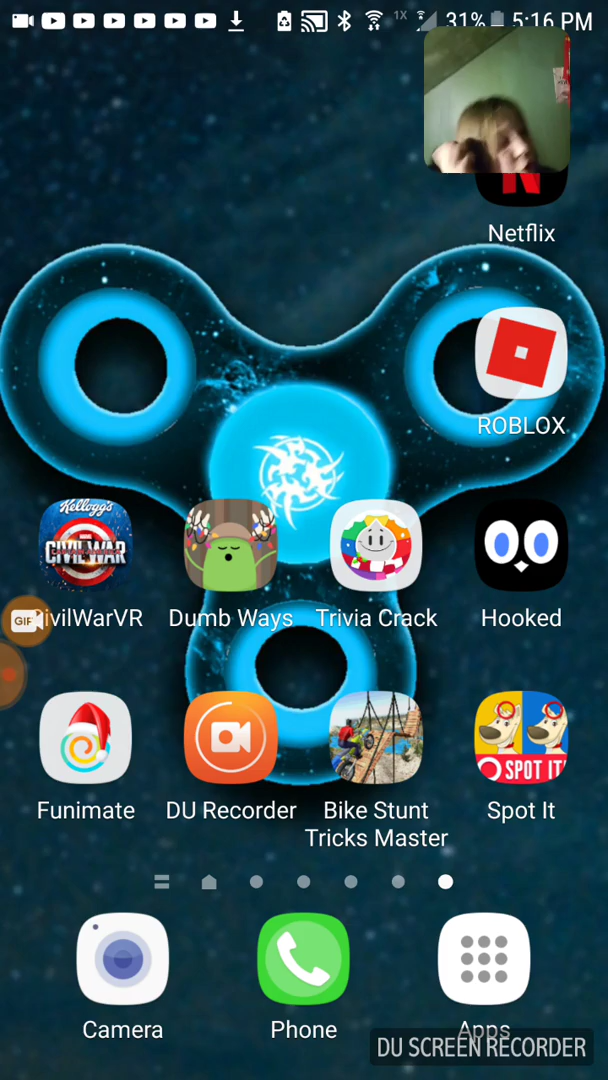 1X 31% 5:16 PM
N
Netflix
ROBLOX
Kellogg's
CIVIL WAR
SPOT IT
GIF
ivilWarVR Dumb Ways Trivia Crack Hooked
Funimate DU Recorder Bike Stunt Tricks Master Spot It
Camera Phone Apps
DU SCREEN RECORDER